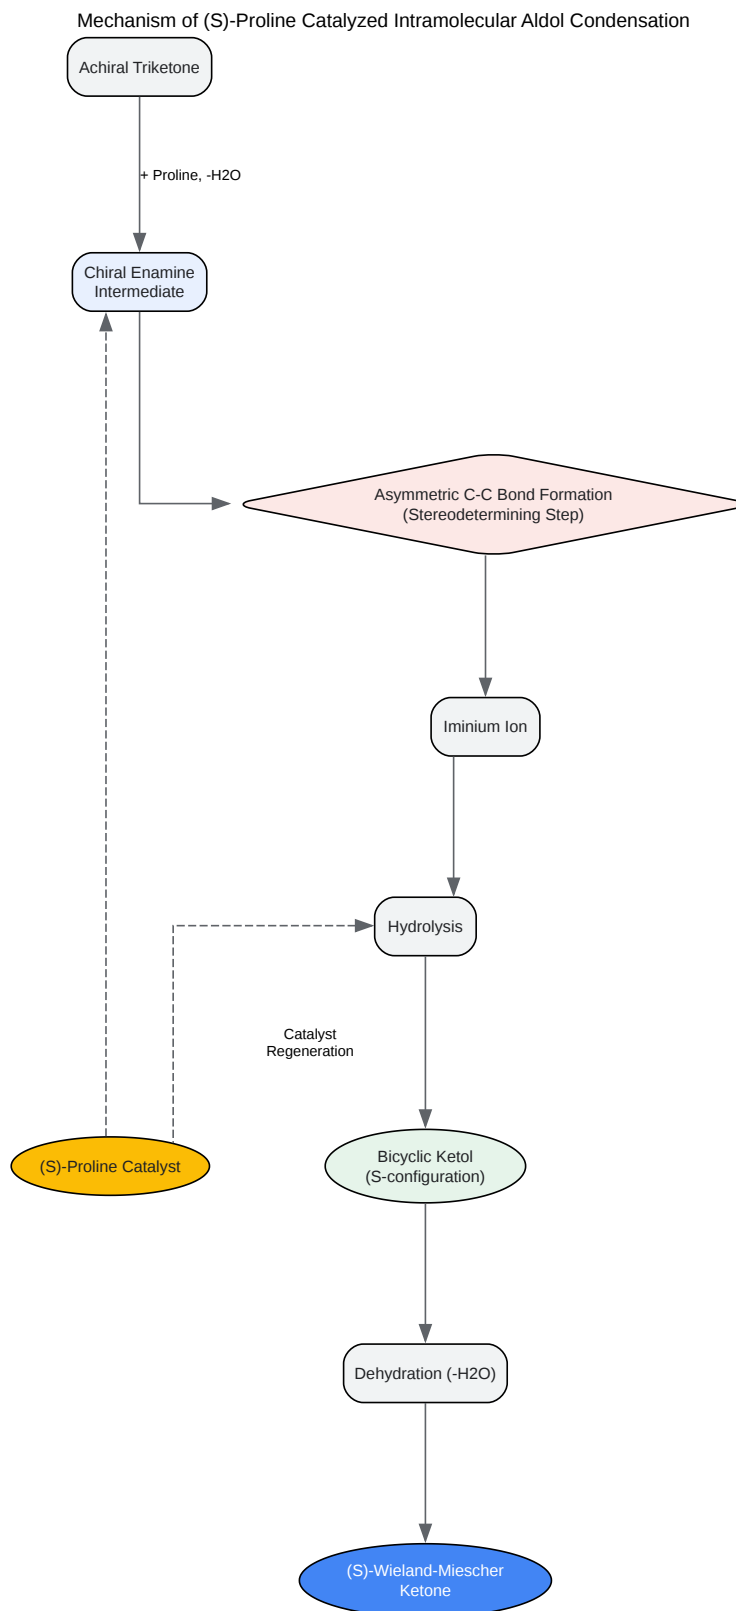 Mechanism of (S)-Proline Catalyzed Intramolecular Aldol Condensation
Achiral Triketone
+ Proline, -H2O
Chiral Enamine
Intermediate
Asymmetric C-C Bond Formation
(Stereodetermining Step)
Iminium Ion
Hydrolysis
Catalyst
Regeneration
(S)-Proline Catalyst
Bicyclic Ketol
(S-configuration)
Dehydration (-H2O)
(S)-Wieland-Miescher
Ketone